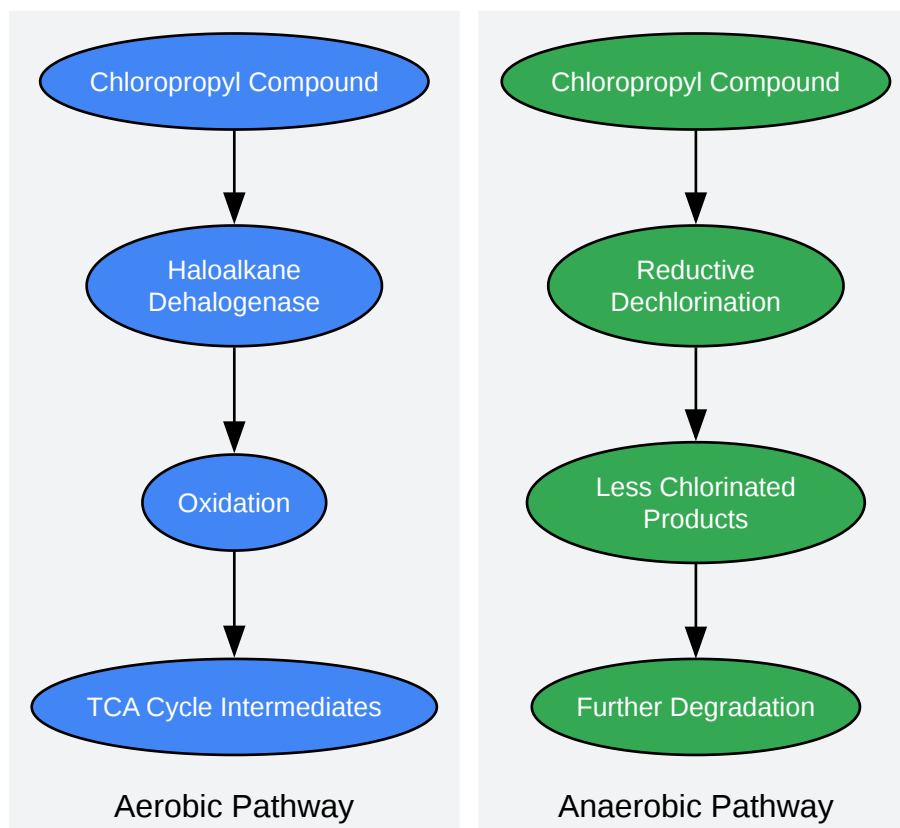 Chloropropyl Compound
Haloalkane
Dehalogenase
Oxidation
TCA Cycle Intermediates
Aerobic Pathway
Chloropropyl Compound
Reductive
Dechlorination
Less Chlorinated
Products
Further Degradation
Anaerobic Pathway